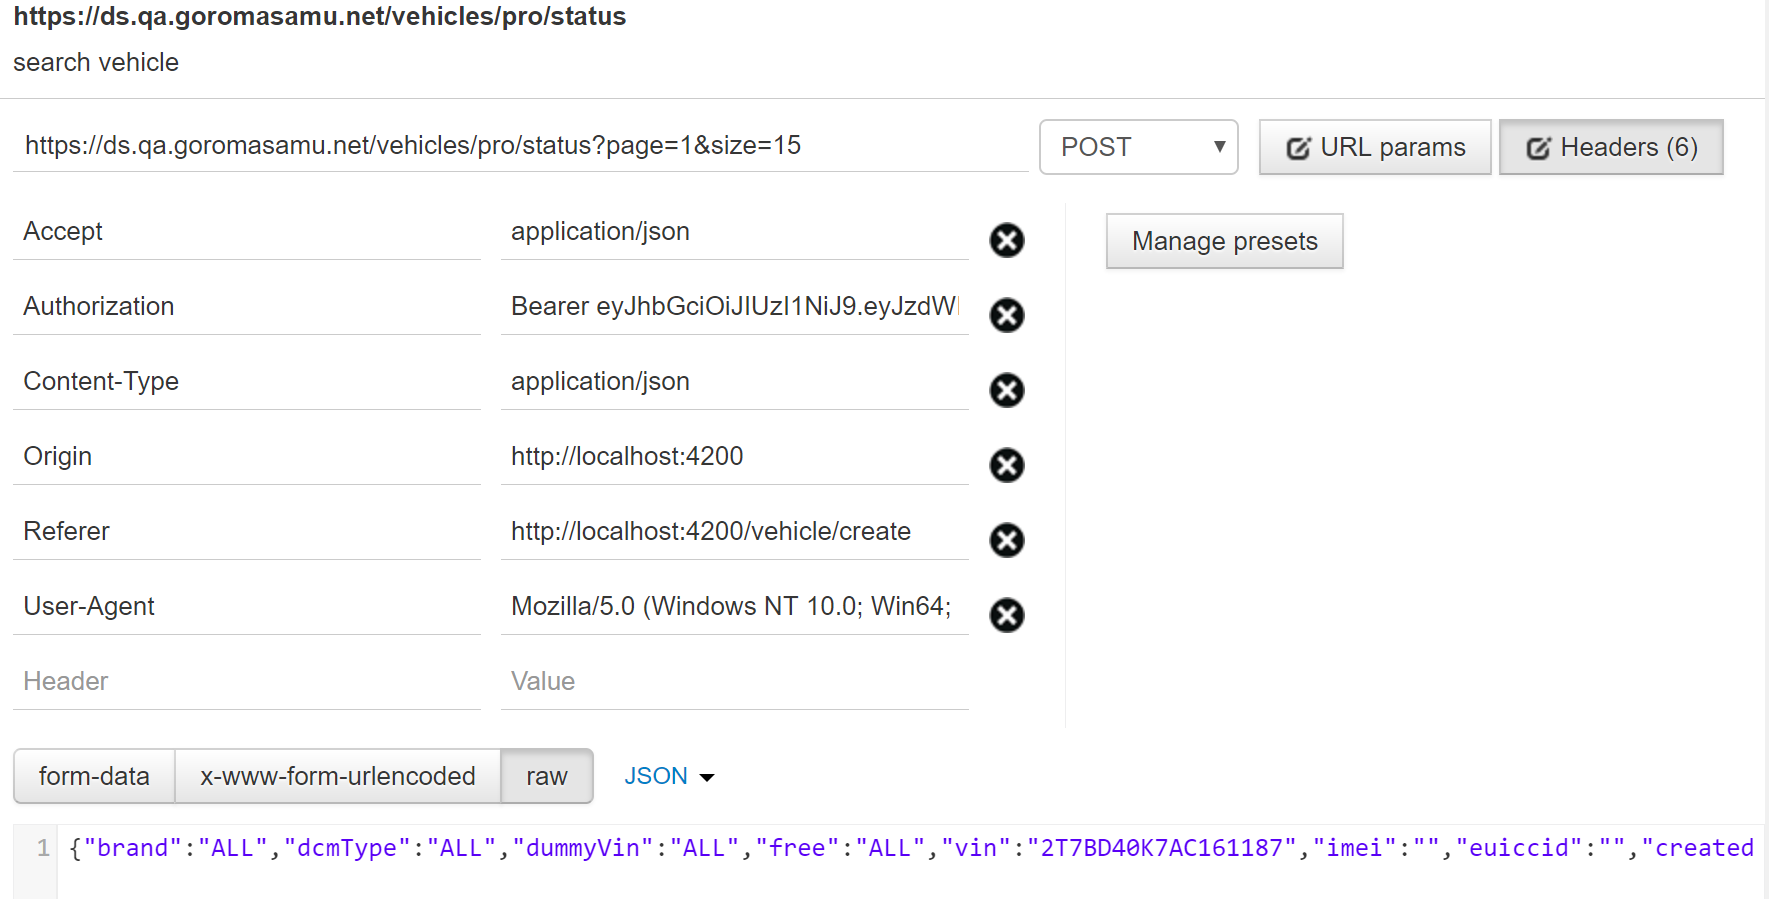 https://ds.qa.goromasamu.net/vehicles/pro/status
search vehicle
https://ds.qa.goromasamu.net/vehicles/pro/status?page=1&size=15 POST URL params Headers (6)
Accept application/json Manage presets
Authorization Bearer eyJhbGciOiJIUzI1NiJ9.eyJzdWI
Content-Type application/json
Origin http://localhost:4200
Referer http://localhost:4200/vehicle/create
User-Agent Mozilla/5.0 (Windows NT 10.0; Win64;
Header Value
form-data x-www-form-urlencoded raw JSON
1 {"brand":"ALL","dcmType":"ALL","dummyVin":"ALL","free":"ALL","vin":"2T7BD40K7AC161187","imei":"","euiccid":"","created